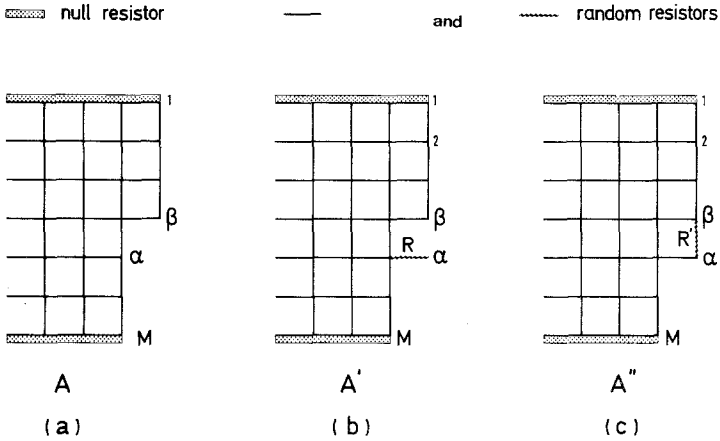 null resistor and random resistors
1 1 1
2 2
β β β
R R'
α α α
M M M
A A' A"
(a) (b) (c)